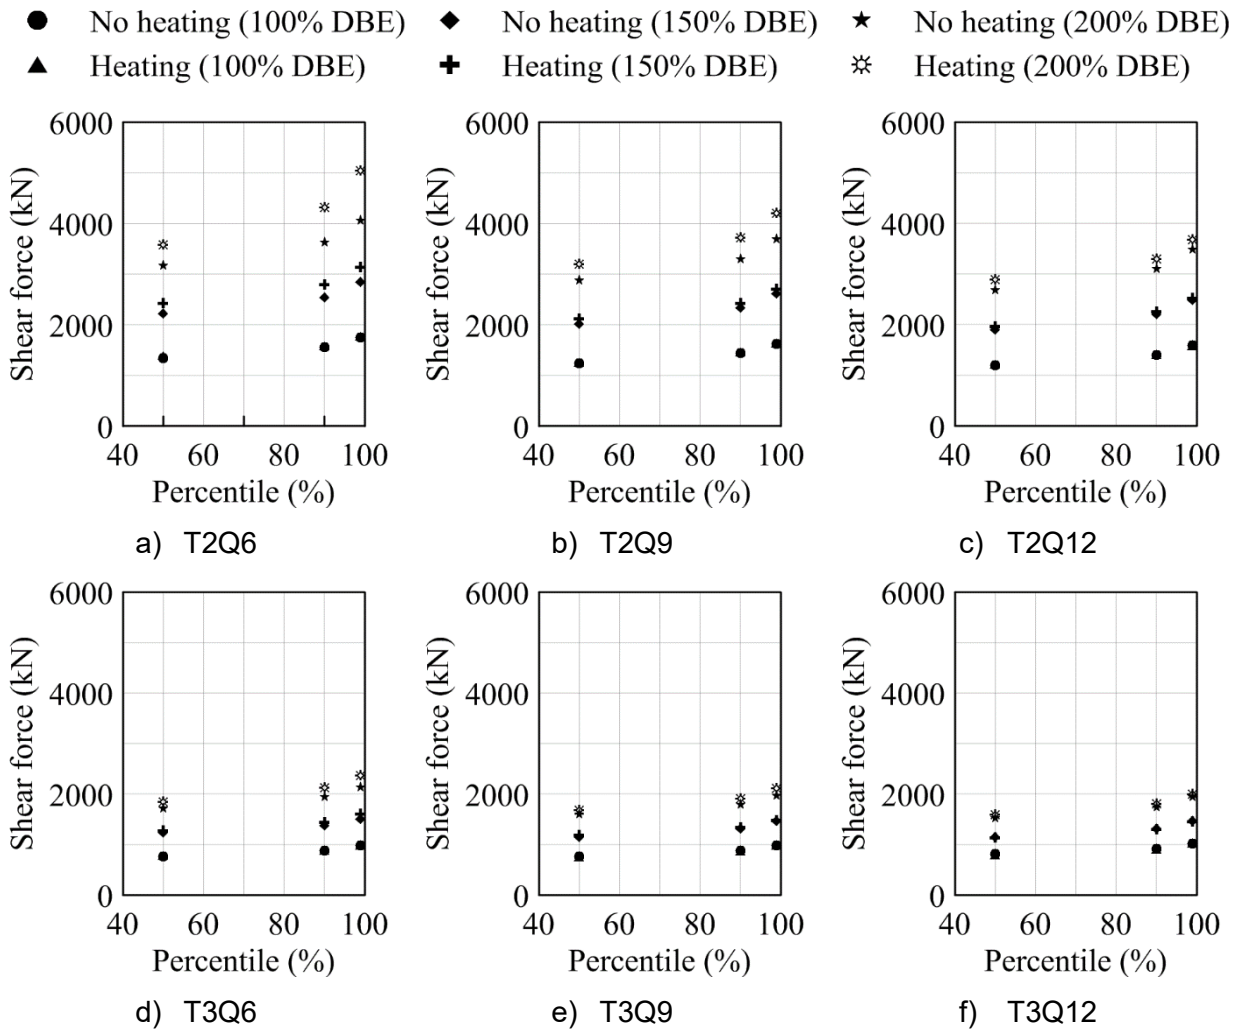 No heating (100% DBE) No heating (150% DBE) No heating (200% DBE)
Heating (100% DBE) Heating (150% DBE) Heating (200% DBE)
Shear force (kN)
6000
4000
2000
0
40 60 80 100
Percentile (%)
a) T2Q6
Shear force (kN)
6000
4000
2000
0
40 60 80 100
Percentile (%)
b) T2Q9
Shear force (kN)
6000
4000
2000
0
40 60 80 100
Percentile (%)
c) T2Q12
Shear force (kN)
6000
4000
2000
0
40 60 80 100
Percentile (%)
d) T3Q6
Shear force (kN)
6000
4000
2000
0
40 60 80 100
Percentile (%)
e) T3Q9
Shear force (kN)
6000
4000
2000
0
40 60 80 100
Percentile (%)
f) T3Q12